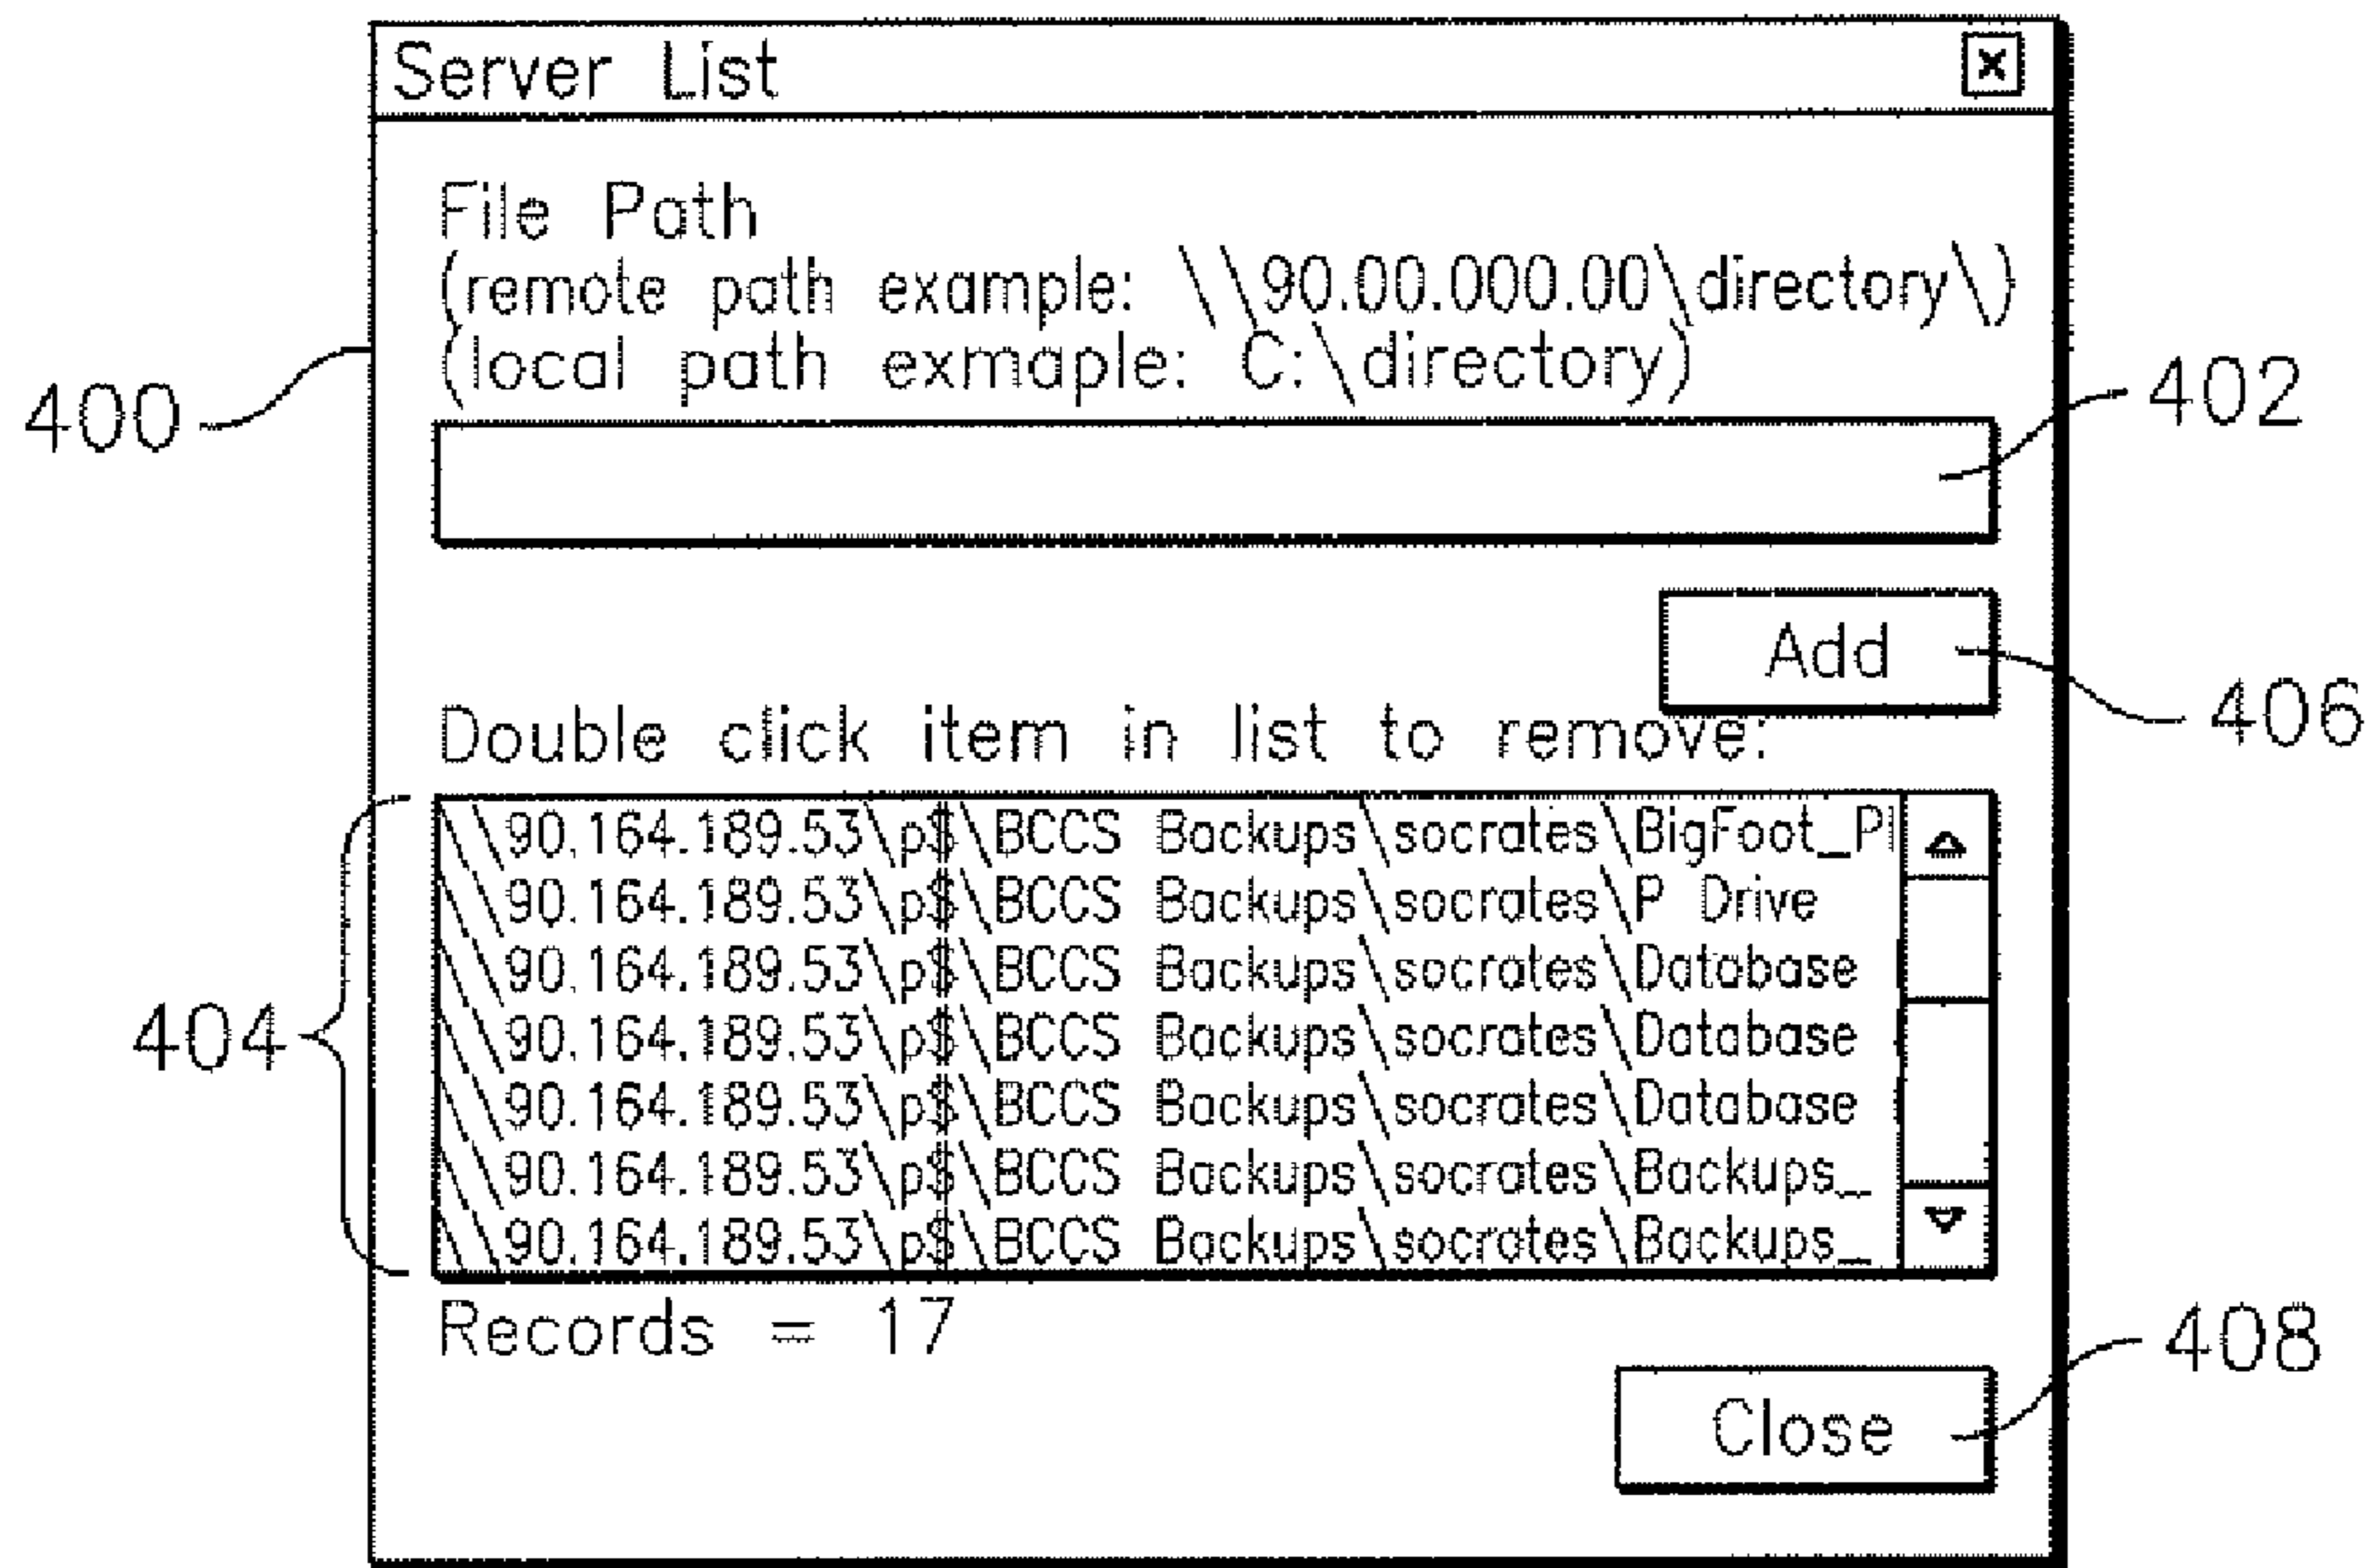 Server List
File Path
(remote path example: \\90.00.000.00\directory\)
(local path exmaple: C:\directory)
400
402
Add
406
Double click item in list to remove:
\\90.164.189.53\p$\BCCS Backups\socrates\BigFoot_P
\\90.164.189.53\p$\BCCS Backups\socrates\P Drive
\\90.164.189.53\p$\BCCS Backups\socrates\Database
404
\\90.164.189.53\p$\BCCS Backups\socrates\Database
\\90.164.189.53\p$\BCCS Backups\socrates\Database
\\90.164.189.53\p$\BCCS Backups\socrates\Backups_
\\90.164.189.53\p$\BCCS Backups\socrates\Backups_
Records = 17
408
Close